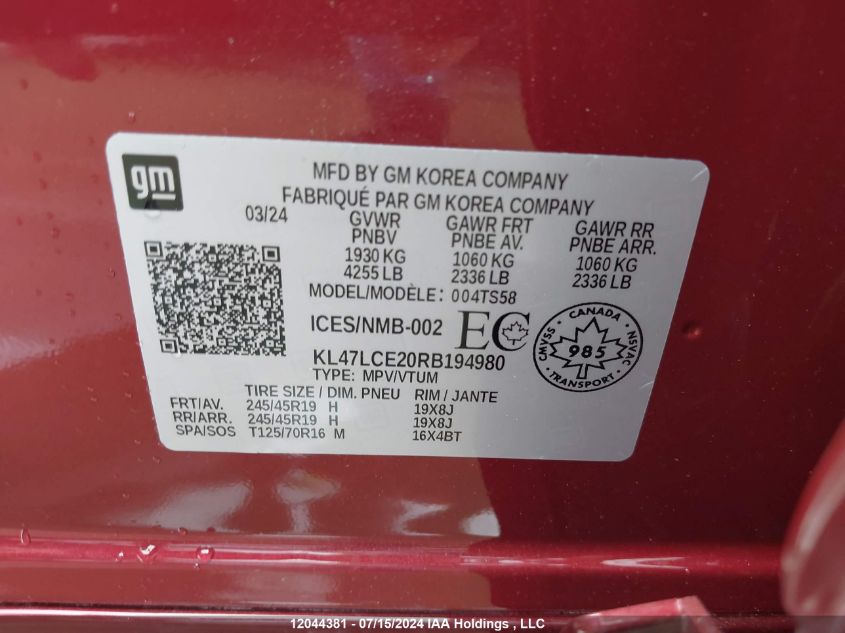 gm
MFD BY GM KOREA COMPANY
FABRIQUÉ PAR GM KOREA COMPANY
03/24 GVWR GAWR FRT GAWR RR
PNBV PNBE AV. PNBE ARR.
1930 KG 1060 KG 1060 KG
4255 LB 2336 LB 2336 LB
MODEL/MODÈLE: 004TS58
ICES/NMB-002 EC
CANADA
CMVSS 985 NSVAC
TRANSPORT
KL47LCE20RB194980
TYPE: MPV/VTUM
TIRE SIZE / DIM. PNEU RIM / JANTE
FRT/AV. 245/45R19 H 19X8J
RR/ARR. 245/45R19 H 19X8J
SPA/SOS T125/70R16 M 16X4BT
12044381 - 07/15/2024 IAA Holdings , LLC